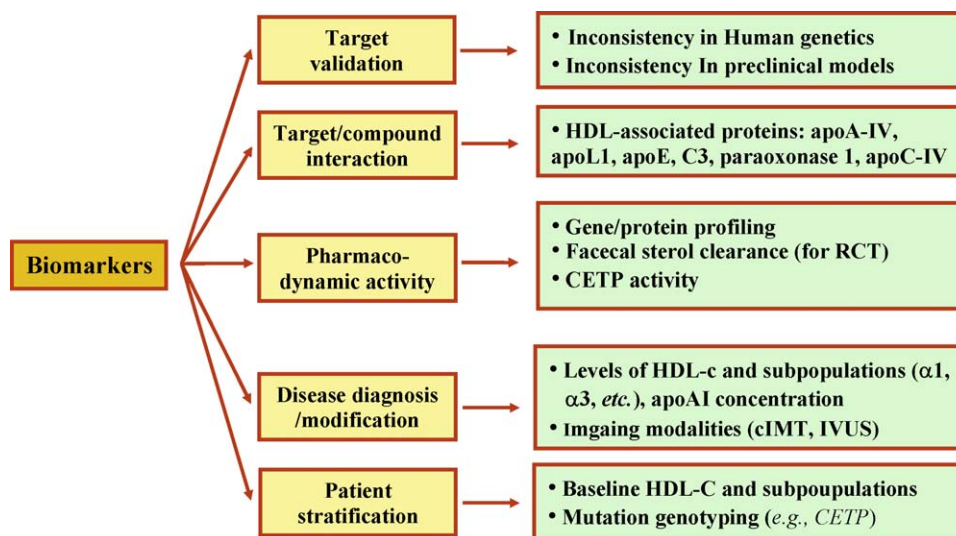 Biomarkers
Target
validation
• Inconsistency in Human genetics
• Inconsistency In preclinical models
Target/compound
interaction
• HDL-associated proteins: apoA-IV,
apoL1, apoE, C3, paraoxonase 1, apoC-IV
Pharmaco-
dynamic activity
• Gene/protein profiling
• Facecal sterol clearance (for RCT)
• CETP activity
Disease diagnosis
/modification
• Levels of HDL-c and subpopulations (α1,
α3, etc.), apoAI concentration
• Imgaing modalities (cIMT, IVUS)
Patient
stratification
• Baseline HDL-C and subpoupulations
• Mutation genotyping (e.g., CETP)